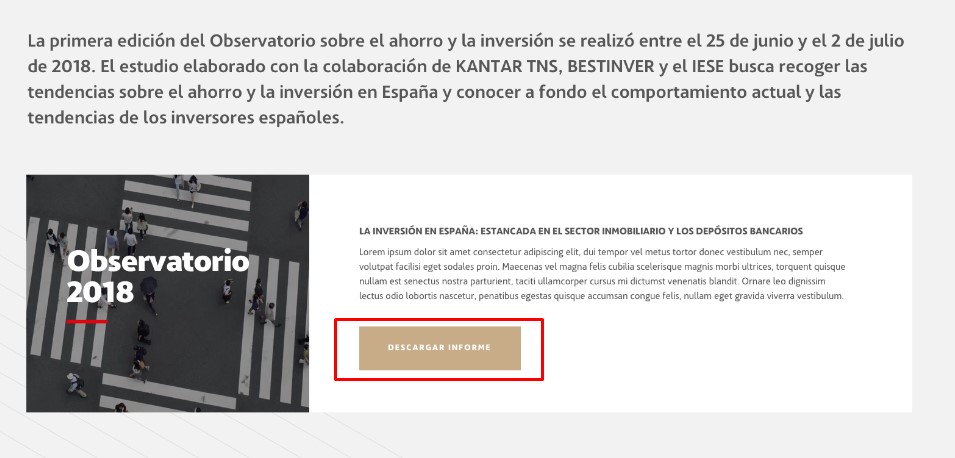 La primera edición del Observatorio sobre el ahorro y la inversión se realizó entre el 25 de junio y el 2 de julio
de 2018. El estudio elaborado con la colaboración de KANTAR TNS, BESTINVER y el IESE busca recoger las
tendencias sobre el ahorro y la inversión en España y conocer a fondo el comportamiento actual y las
tendencias de los inversores españoles.
Observatorio
2018
LA INVERSIÓN EN ESPAÑA: ESTANCADA EN EL SECTOR INMOBILIARIO Y LOS DEPÓSITOS BANCARIOS
Lorem ipsum dolor sit amet consectetur adipiscing elit, dui tempor vel metus tortor donec vestibulum nec, semper
volutpat facilisi eget sodales proin. Maecenas vel magna felis cubilia scelerisque magnis morbi ultrices, torquent quisque
nullam est senectus nostra parturient, taciti ullamcorper cursus mi dictumst venenatis blandit. Ornare leo dignissim
lectus odio lobortis nascetur, penatibus egestas quisque accumsan congue felis, nullam eget gravida viverra vestibulum.
DESCARGAR INFORME